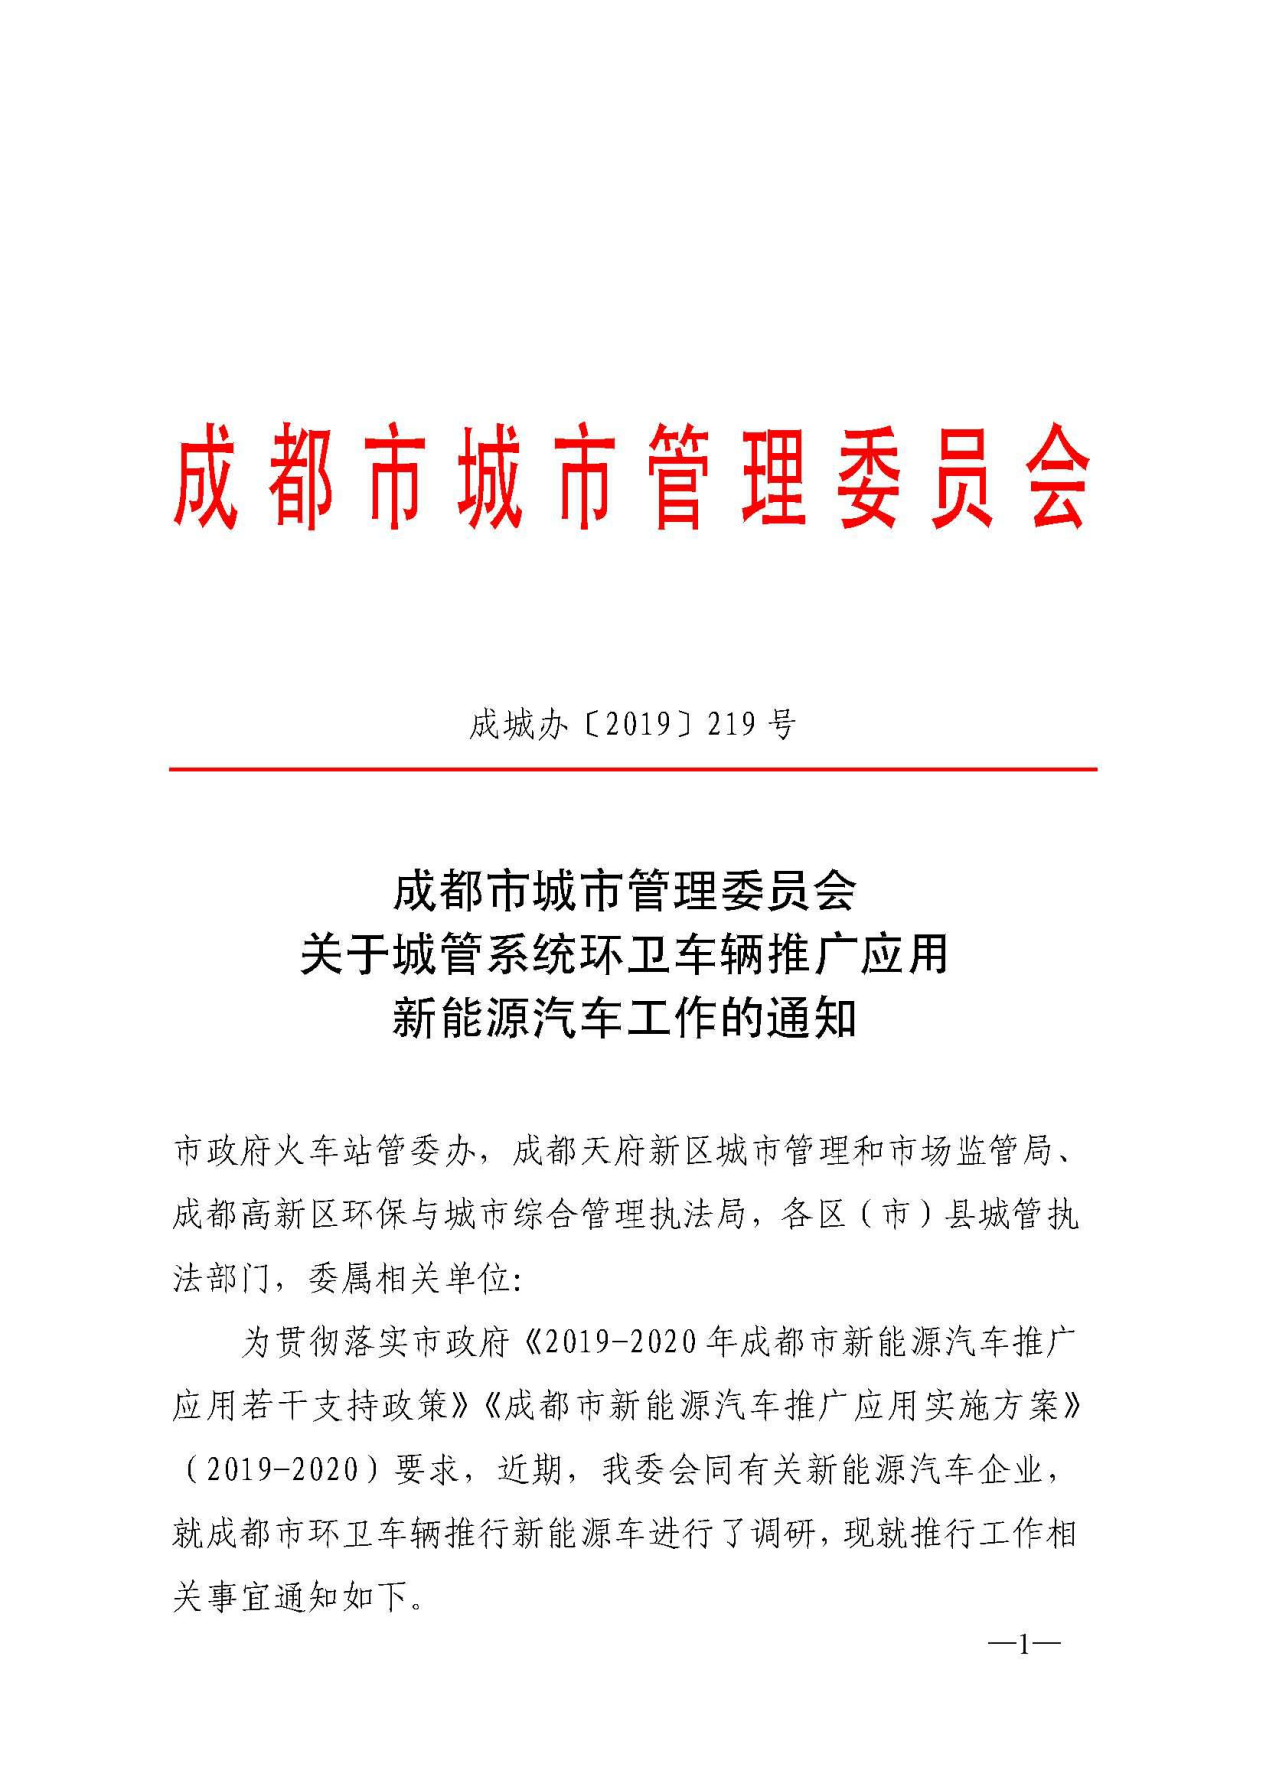 成都市城市管理委员会
成城办〔2019〕219号
成都市城市管理委员会
关于城管系统环卫车辆推广应用
新能源汽车工作的通知
市政府火车站管委办，成都天府新区城市管理和市场监管局、
成都高新区环保与城市综合管理执法局，各区（市）县城管执
法部门，委属相关单位:
为贯彻落实市政府《2019-2020年成都市新能源汽车推广
应用若干支持政策》《成都市新能源汽车推广应用实施方案》
（2019-2020）要求，近期，我委会同有关新能源汽车企业，
就成都市环卫车辆推行新能源车进行了调研,现就推行工作相
关事宜通知如下。
—1—